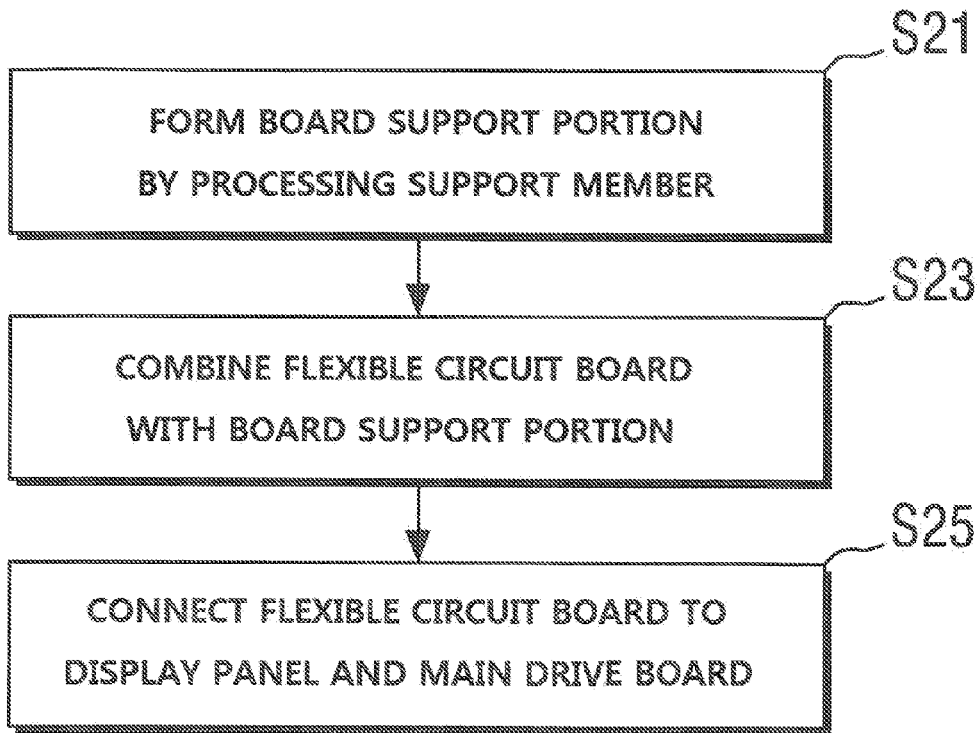 S21
FORM BOARD SUPPORT PORTION
BY PROCESSING SUPPORT MEMBER
S23
COMBINE FLEXIBLE CIRCUIT BOARD
WITH BOARD SUPPORT PORTION
S25
CONNECT FLEXIBLE CIRCUIT BOARD TO
DISPLAY PANEL AND MAIN DRIVE BOARD